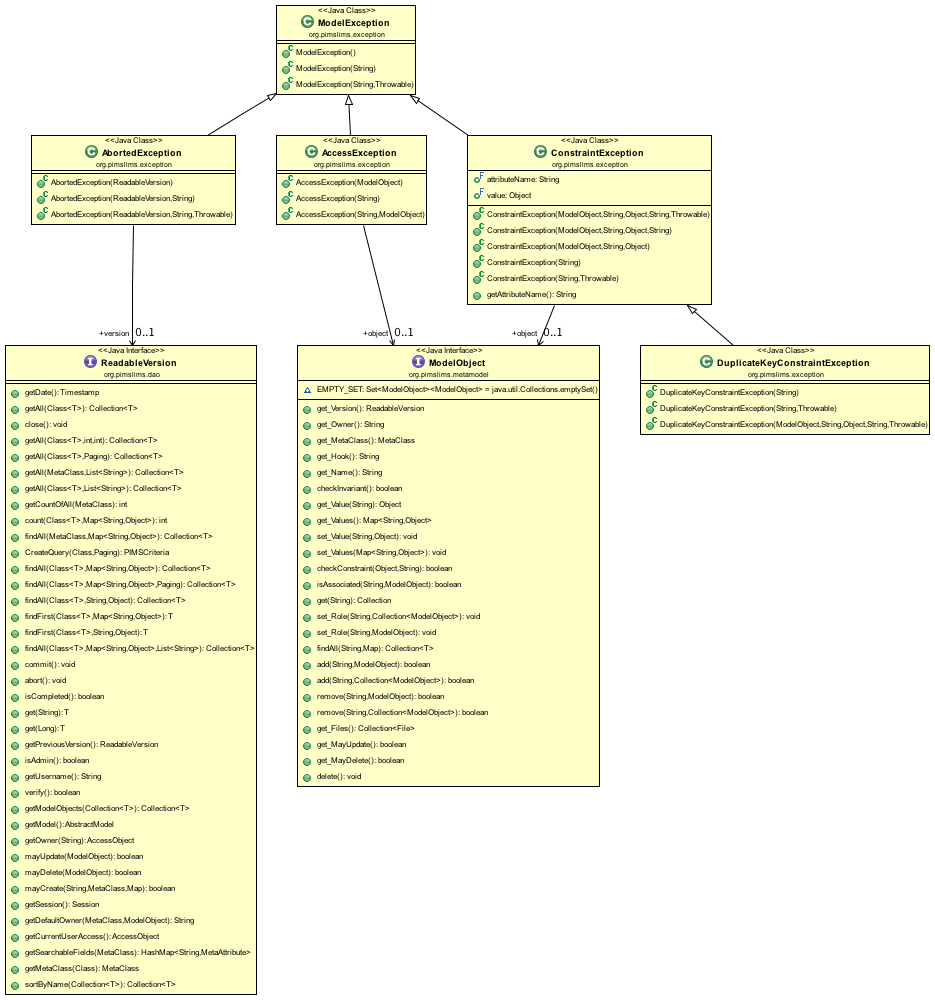 <<Java Class>>
ModelException
org.pimslims.exception
ModelException()
ModelException(String)
ModelException(String,Throwable)
<<Java Class>>
AbortedException
org.pimslims.exception
AbortedException(ReadableVersion)
AbortedException(ReadableVersion,String)
AbortedException(ReadableVersion,String,Throwable)
<<Java Class>>
AccessException
org.pimslims.exception
AccessException(ModelObject)
AccessException(String)
AccessException(String,ModelObject)
<<Java Class>>
ConstraintException
org.pimslims.exception
attributeName: String
value: Object
ConstraintException(ModelObject,String,Object,String,Throwable)
ConstraintException(ModelObject,String,Object,String)
ConstraintException(ModelObject,String,Object)
ConstraintException(String)
ConstraintException(String,Throwable)
getAttributeName(): String
+version 0..1
+object 0..1
+object 0..1
<<Java Interface>>
ReadableVersion
org.pimslims.dao
getDate(): Timestamp
getAll(Class<T>): Collection<T>
close(): void
getAll(Class<T>,int,int): Collection<T>
getAll(Class<T>,Paging): Collection<T>
getAll(MetaClass,List<String>): Collection<T>
getAll(Class<T>,List<String>): Collection<T>
getCountOfAll(MetaClass): int
count(Class<T>,Map<String,Object>): int
findAll(MetaClass,Map<String,Object>): Collection<T>
CreateQuery(Class,Paging): PIMSCriteria
findAll(Class<T>,Map<String,Object>): Collection<T>
findAll(Class<T>,Map<String,Object>,Paging): Collection<T>
findAll(Class<T>,String,Object): Collection<T>
findFirst(Class<T>,Map<String,Object>): T
findFirst(Class<T>,String,Object): T
findAll(Class<T>,Map<String,Object>,List<String>): Collection<T>
commit(): void
abort(): void
isCompleted(): boolean
get(String): T
get(Long): T
getPreviousVersion(): ReadableVersion
isAdmin(): boolean
getUsername(): String
verify(): boolean
getModelObjects(Collection<T>): Collection<T>
getModel(): AbstractModel
getOwner(String): AccessObject
mayUpdate(ModelObject): boolean
mayDelete(ModelObject): boolean
mayCreate(String,MetaClass,Map): boolean
getSession(): Session
getDefaultOwner(MetaClass,ModelObject): String
getCurrentUserAccess(): AccessObject
getSearchableFields(MetaClass): HashMap<String,MetaAttribute>
getMetaClass(Class): MetaClass
sortByName(Collection<T>): Collection<T>
<<Java Interface>>
ModelObject
org.pimslims.metamodel
EMPTY_SET: Set<ModelObject><ModelObject> = java.util.Collections.emptySet()
get_Version(): ReadableVersion
get_Owner(): String
get_MetaClass(): MetaClass
get_Hook(): String
get_Name(): String
checkInvariant(): boolean
get_Value(String): Object
get_Values(): Map<String,Object>
set_Value(String,Object): void
set_Values(Map<String,Object>): void
checkConstraint(Object,String): boolean
isAssociated(String,ModelObject): boolean
get(String): Collection
set_Role(String,Collection<ModelObject>): void
set_Role(String,ModelObject): void
findAll(String,Map): Collection<T>
add(String,ModelObject): boolean
add(String,Collection<ModelObject>): boolean
remove(String,ModelObject): boolean
remove(String,Collection<ModelObject>): boolean
get_Files(): Collection<File>
get_MayUpdate(): boolean
get_MayDelete(): boolean
delete(): void
<<Java Class>>
DuplicateKeyConstraintException
org.pimslims.exception
DuplicateKeyConstraintException(String)
DuplicateKeyConstraintException(String,Throwable)
DuplicateKeyConstraintException(ModelObject,String,Object,String,Throwable)